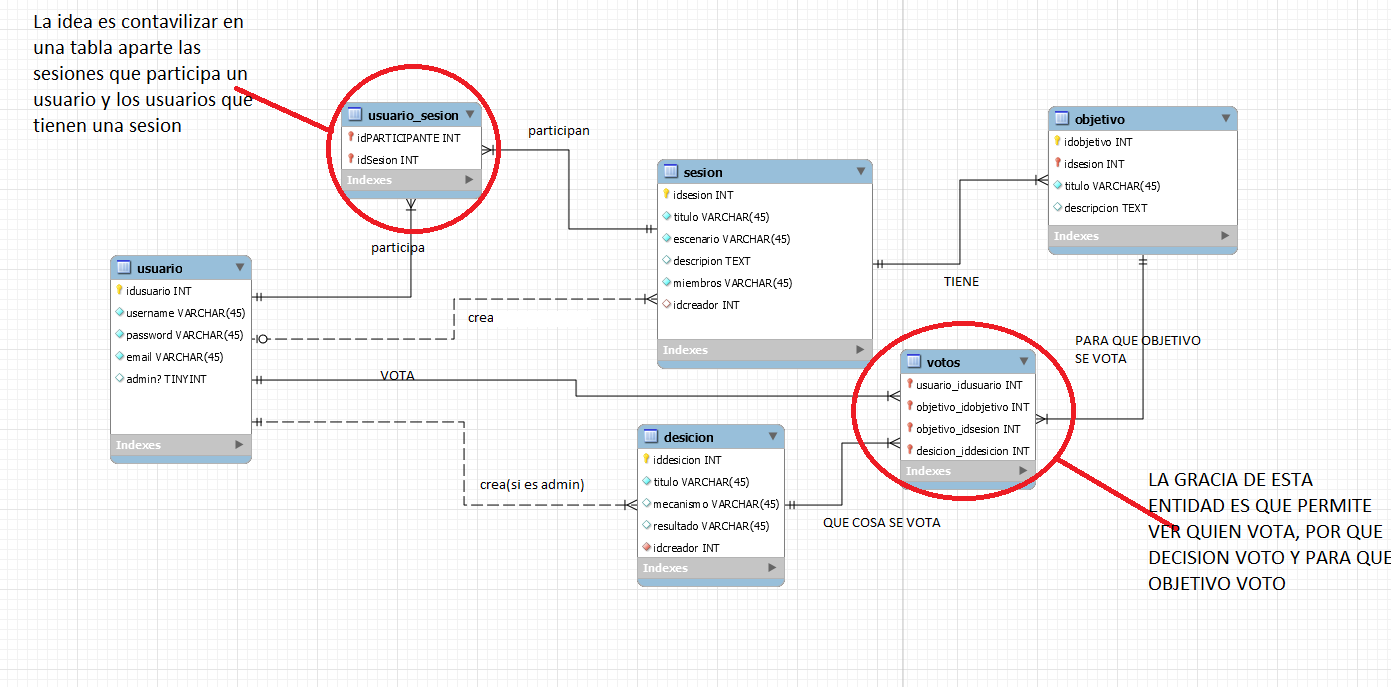 La idea es contavilizar en
una tabla aparte las
sesiones que participa un
usuario y los usuarios que
tienen una sesion
usuario_sesion
idPARTICIPANTE INT
idSesion INT
Indexes
participan
participa
sesion
idsesion INT
titulo VARCHAR(45)
escenario VARCHAR(45)
descripion TEXT
miembros VARCHAR(45)
idcreador INT
Indexes
objetivo
idobjetivo INT
idsesion INT
titulo VARCHAR(45)
descripcion TEXT
Indexes
usuario
idusuario INT
username VARCHAR(45)
password VARCHAR(45)
email VARCHAR(45)
admin? TINYINT
Indexes
crea
TIENE
VOTA
PARA QUE OBJETIVO
SE VOTA
votos
usuario_idusuario INT
objetivo_idobjetivo INT
objetivo_idsesion INT
desicion_iddesicion INT
Indexes
desicion
iddesicion INT
titulo VARCHAR(45)
mecanismo VARCHAR(45)
resultado VARCHAR(45)
idcreador INT
Indexes
crea(si es admin)
QUE COSA SE VOTA
LA GRACIA DE ESTA
ENTIDAD ES QUE PERMITE
VER QUIEN VOTA, POR QUE
DECISION VOTO Y PARA QUE
OBJETIVO VOTO